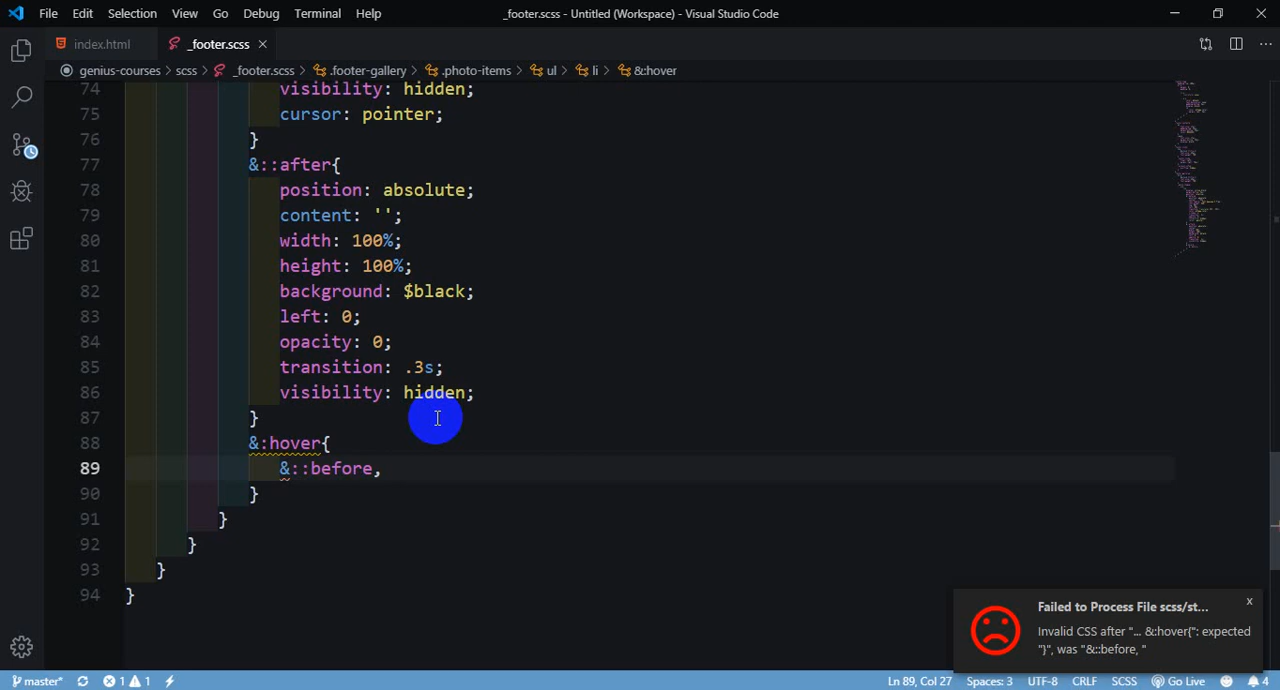 File Edit Selection View Go Debug Terminal Help
_footer.scss - Untitled (Workspace) - Visual Studio Code
index.html _footer.scss
genius-courses > scss > _footer.scss > .footer-gallery > .photo-items > ul > li > &:hover
74 visibility: hidden;
75 cursor: pointer;
76 }
77 &::after{
78 position: absolute;
79 content: '';
80 width: 100%;
81 height: 100%;
82 background: $black;
83 left: 0;
84 opacity: 0;
85 transition: .3s;
86 visibility: hidden;
87 }
88 &:hover{
89 &::before,
90 }
91 }
92 }
93 }
94 }
Failed to Process File scss/st... x
Invalid CSS after "... &:hover{": expected
"}", was "&::before, "
master* 1 1 Ln 89, Col 27 Spaces: 3 UTF-8 CRLF SCSS Go Live 4